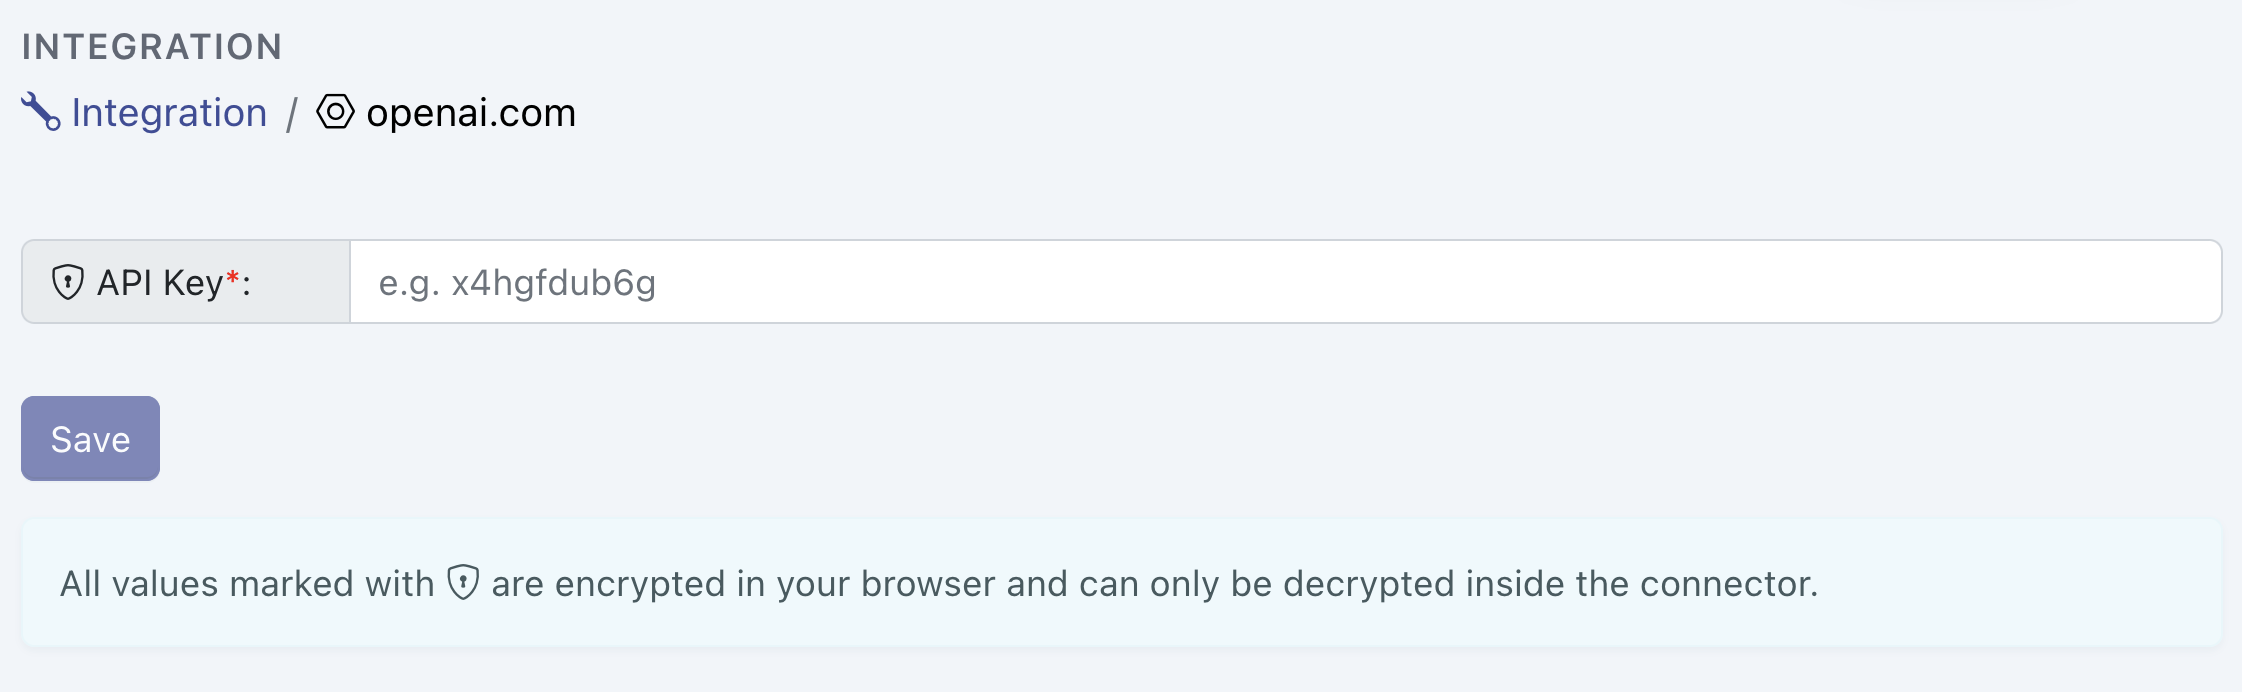 INTEGRATION
Integration / openai.com
API Key*:
e.g. x4hgfdub6g
Save
All values marked with are encrypted in your browser and can only be decrypted inside the connector.